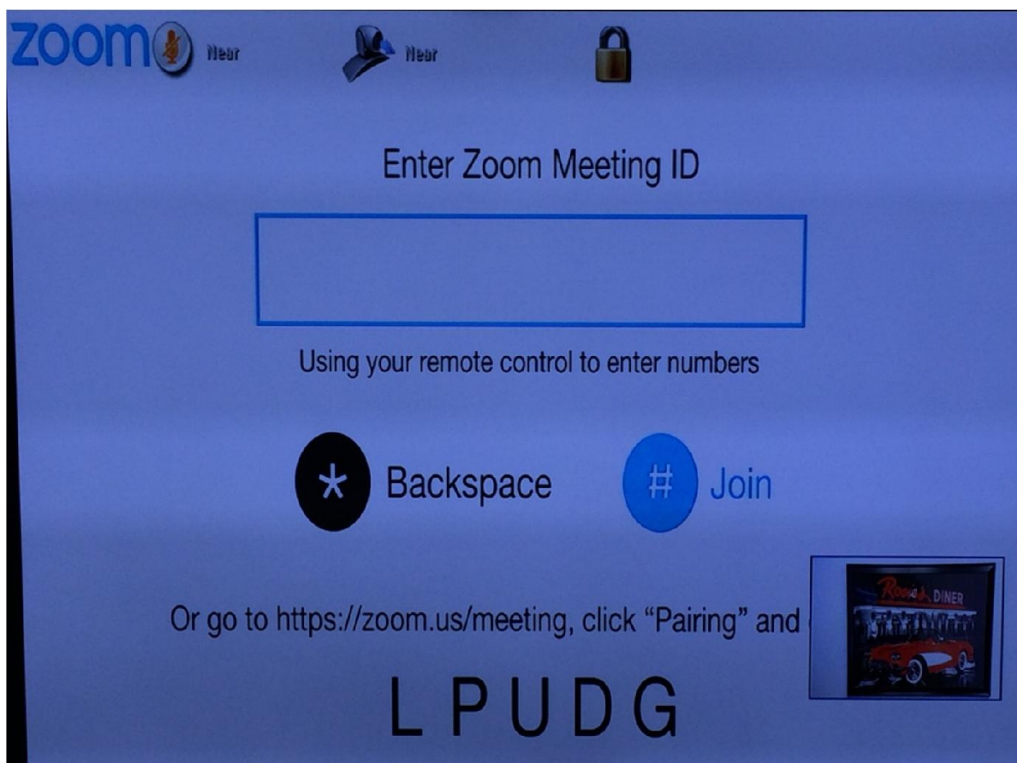 zoom Near Near
Enter Zoom Meeting ID
Using your remote control to enter numbers
* Backspace # Join
Or go to https://zoom.us/meeting, click “Pairing” and
DINER
L P U D G